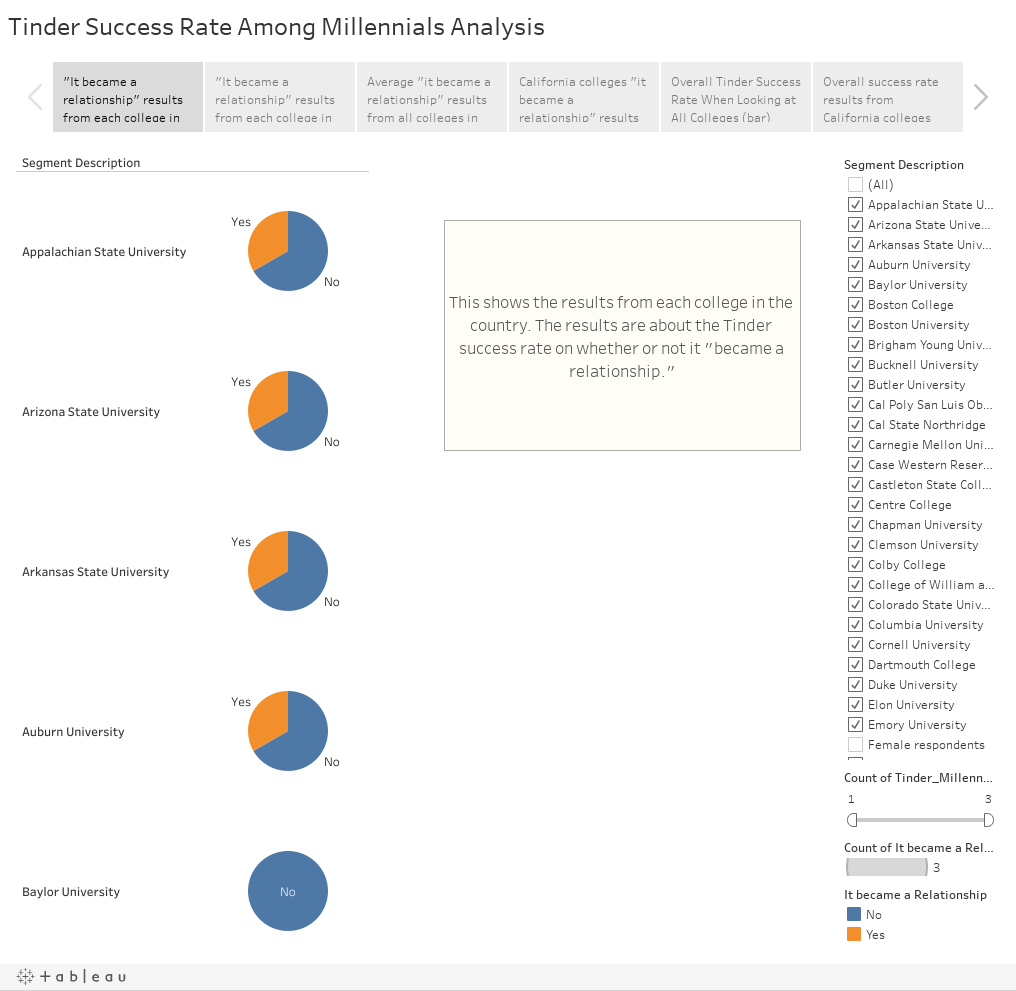 Tinder Success Rate Among Millennials Analysis
"It became a
relationship" results
from each college in
"It became a
relationship" results
from each college in
Average "it became a
relationship" results
from all colleges in
California colleges "it
became a
relationship" results
Overall Tinder Success
Rate When Looking at
All Colleges (bar)
Overall success rate
results from
California colleges
Segment Description
Appalachian State University
Yes
No
Arizona State University
Yes
No
Arkansas State University
Yes
No
Auburn University
Yes
No
Baylor University
No
This shows the results from each college in the
country. The results are about the Tinder
success rate on whether or not it "became a
relationship."
Segment Description
(All)
Appalachian State U...
Arizona State Unive...
Arkansas State Univ...
Auburn University
Baylor University
Boston College
Boston University
Brigham Young Univ...
Bucknell University
Butler University
Cal Poly San Luis Ob...
Cal State Northridge
Carnegie Mellon Uni...
Case Western Reser...
Castleton State Coll...
Centre College
Chapman University
Clemson University
Colby College
College of William a...
Colorado State Univ...
Columbia University
Cornell University
Dartmouth College
Duke University
Elon University
Emory University
Female respondents
Count of Tinder_Millenn...
1 3
Count of It became a Rel...
3
It became a Relationship
No
Yes
+ableau